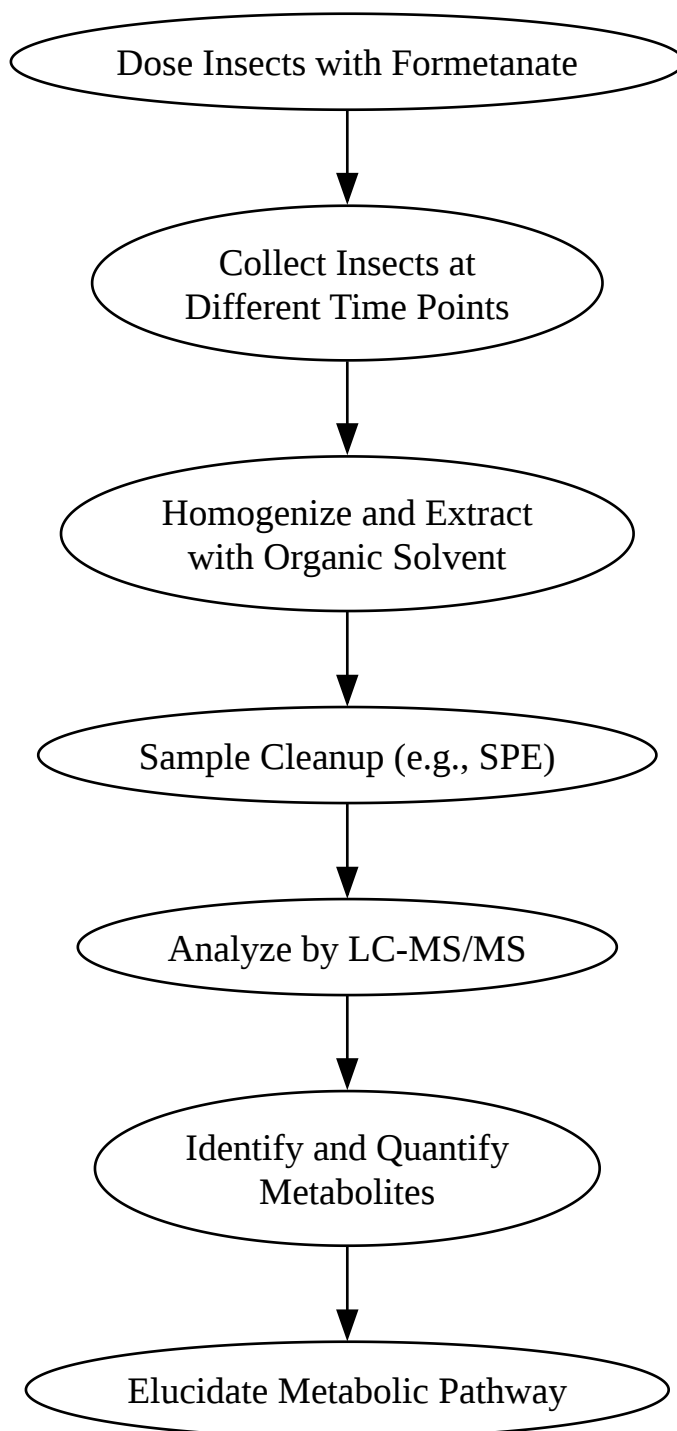 Dose Insects with Formetanate
Collect Insects at
Different Time Points
Homogenize and Extract
with Organic Solvent
Sample Cleanup (e.g., SPE)
Analyze by LC-MS/MS
Identify and Quantify
Metabolites
Elucidate Metabolic Pathway